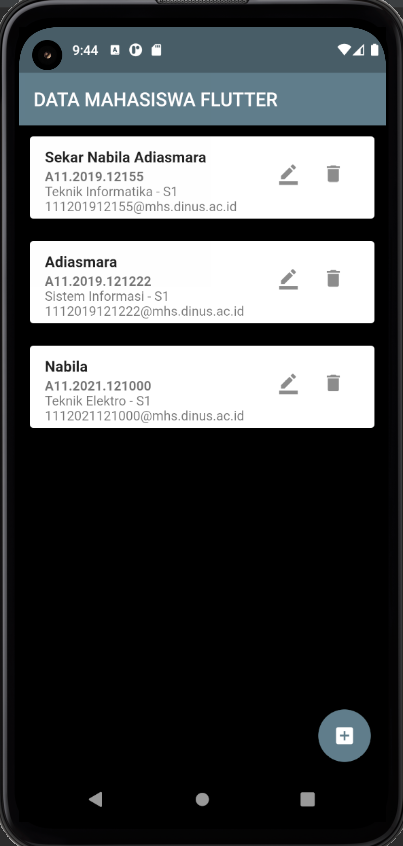 9:44
DATA MAHASISWA FLUTTER
Sekar Nabila Adiasmara
A11.2019.12155
Teknik Informatika - S1
111201912155@mhs.dinus.ac.id
Adiasmara
A11.2019.121222
Sistem Informasi - S1
1112019121222@mhs.dinus.ac.id
Nabila
A11.2021.121000
Teknik Elektro - S1
1112021121000@mhs.dinus.ac.id